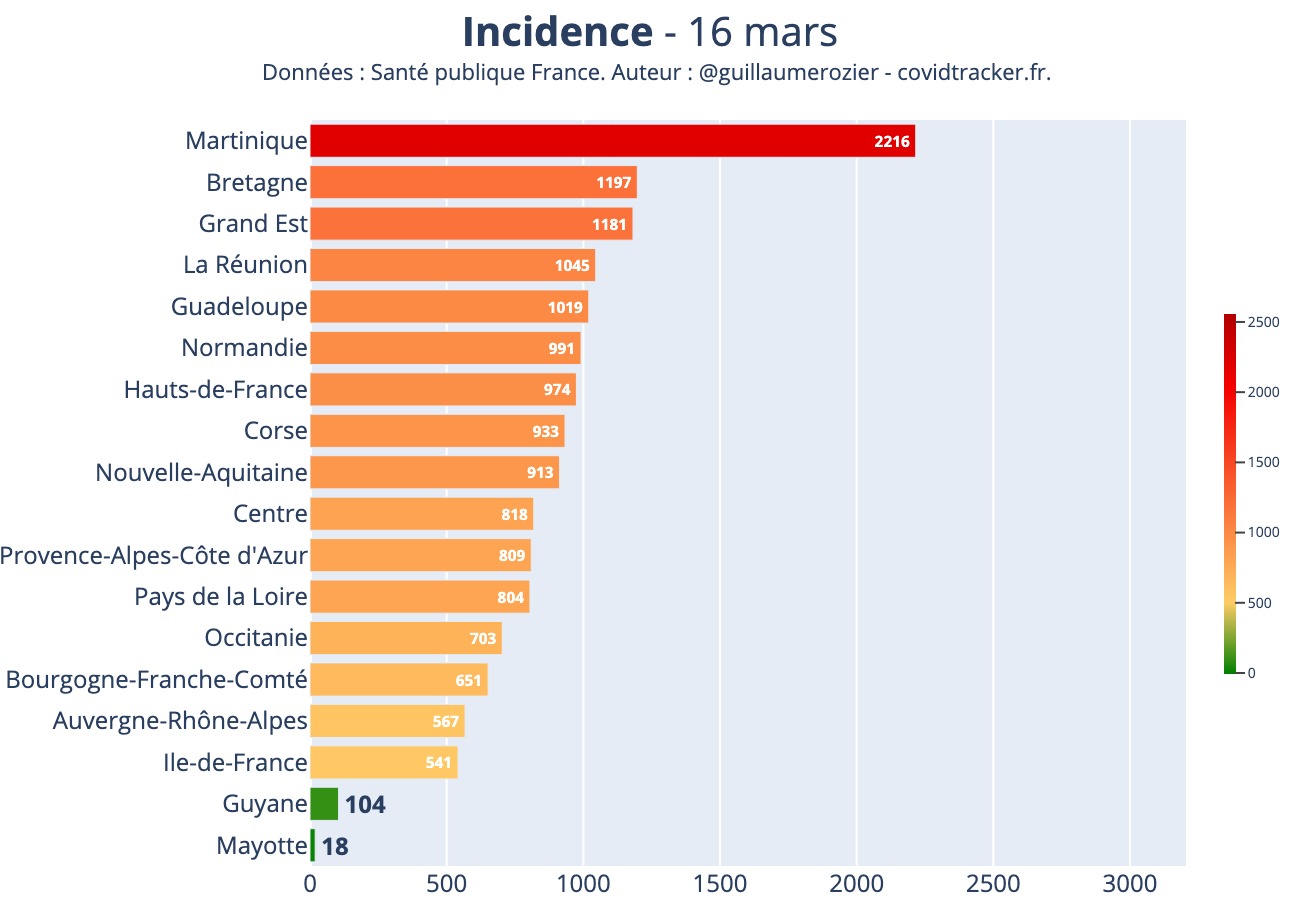 Incidence - 16 mars
Données : Santé publique France. Auteur : @guillaumerozier - covidtracker.fr.
Martinique 2216
Bretagne 1197
Grand Est 1181
La Réunion 1045
Guadeloupe 1019
Normandie 991
Hauts-de-France 974
Corse 933
Nouvelle-Aquitaine 913
Centre 818
Provence-Alpes-Côte d'Azur 809
Pays de la Loire 804
Occitanie 703
Bourgogne-Franche-Comté 651
Auvergne-Rhône-Alpes 567
Ile-de-France 541
Guyane 104
Mayotte 18
0 500 1000 1500 2000 2500 3000
2500
2000
1500
1000
500
0